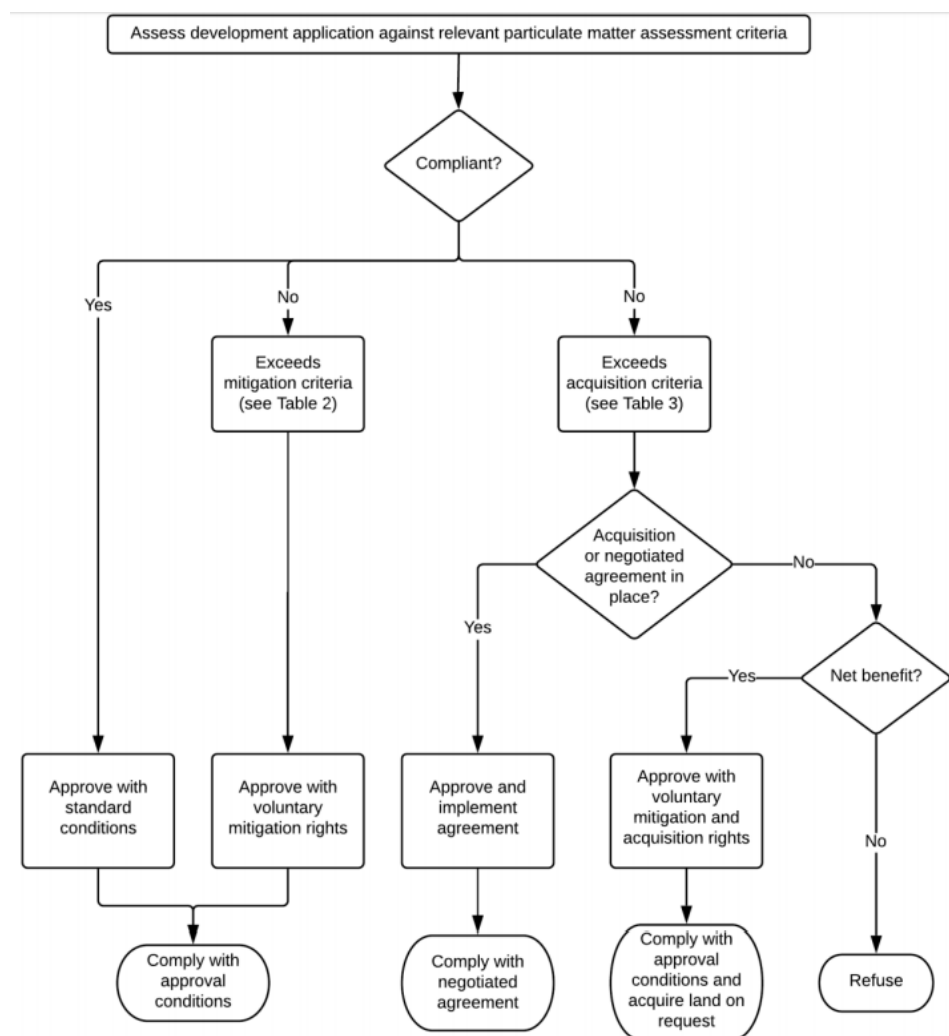 Assess development application against relevant particulate matter assessment criteria
Compliant?
Yes
No
No
Exceeds
mitigation criteria
(see Table 2)
Exceeds
acquisition criteria
(see Table 3)
Acquisition
or negotiated
agreement in
place?
No
Yes
Net benefit?
Yes
Approve with
standard
conditions
Approve with
voluntary
mitigation rights
Approve and
implement
agreement
Approve with
voluntary
mitigation and
acquisition rights
No
Comply with
approval
conditions
Comply with
negotiated
agreement
Comply with
approval
conditions and
acquire land on
request
Refuse